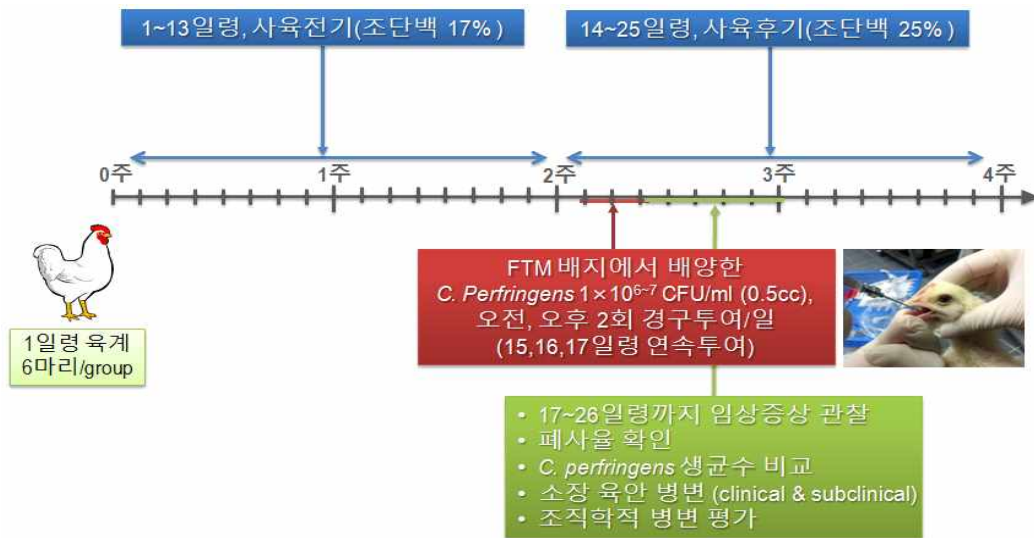 1~13일령, 사육전기(조단백 17%)
14~25일령, 사육후기(조단백 25%)
0주
1주
2주
3주
4주
1일령 육계
6마리/group
FTM 배지에서 배양한
C. Perfringens 1×10⁶⁻⁷ CFU/ml (0.5cc),
오전, 오후 2회 경구투여/일
(15,16,17일령 연속투여)
• 17~26일령까지 임상증상 관찰
• 폐사율 확인
• C. perfringens 생균수 비교
• 소장 육안 병변 (clinical & subclinical)
• 조직학적 병변 평가